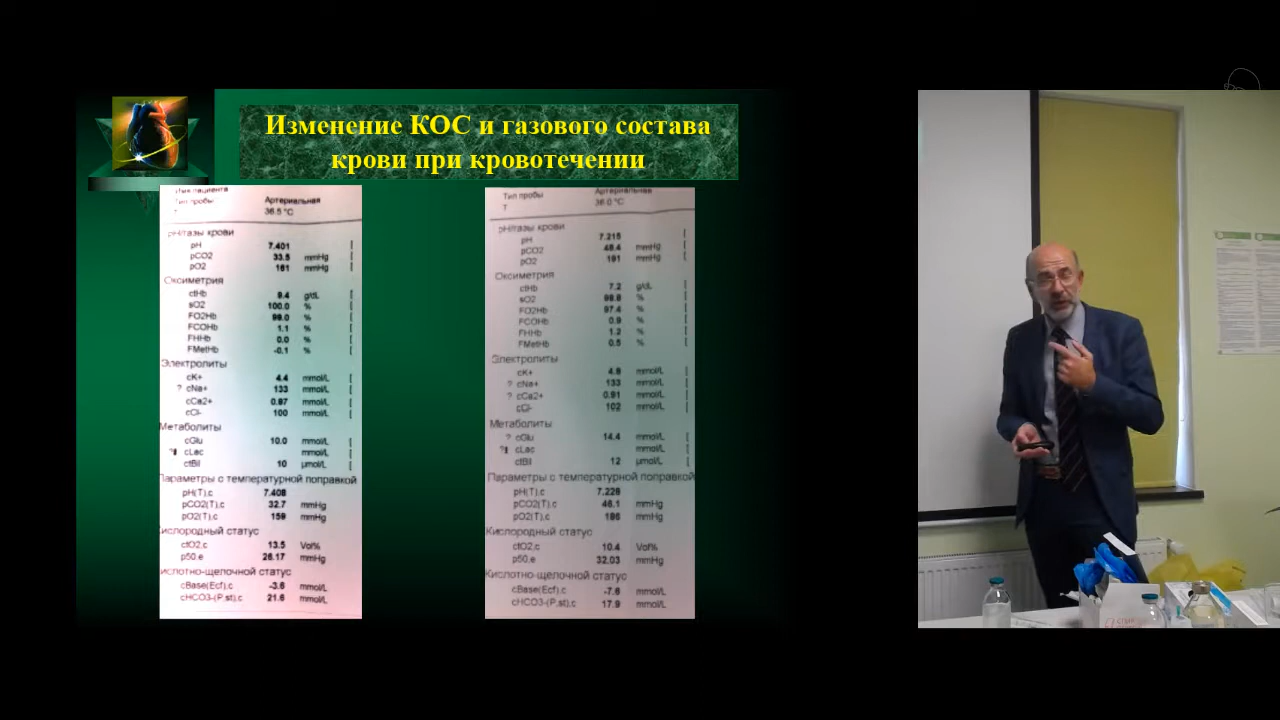 Изменение КОС и газового состава
крови при кровотечении
Имя пациента
Тип пробы Артериальная
T 36.5 °C
pH/газы крови
pH 7.401
pCO2 33.5 mmHg
pO2 161 mmHg
Оксиметрия
ctHb 9.4 g/dL
sO2 100.0 %
FO2Hb 99.0 %
FCOHb 1.1 %
FHHb 0.0 %
FMetHb -0.1 %
Электролиты
cK+ 4.4 mmol/L
? cNa+ 133 mmol/L
cCa2+ 0.97 mmol/L
cCl- 100 mmol/L
Метаболиты
cGlu 10.0 mmol/L
cLac mmol/L
ctBil 10 µmol/L
Параметры с температурной поправкой
pH(T),c 7.408
pCO2(T),c 32.7 mmHg
pO2(T),c 159 mmHg
Кислородный статус
ctO2,c 13.5 Vol%
p50,e 26.17 mmHg
Кислотно-щелочной статус
cBase(Ecf),c -3.6 mmol/L
cHCO3-(P,st),c 21.6 mmol/L
Тип пробы Артериальная
T 36.0 °C
pH/газы крови
pH 7.215
pCO2 48.4 mmHg
pO2 191 mmHg
Оксиметрия
ctHb 7.2 g/dL
sO2 98.8 %
FO2Hb 97.4 %
FCOHb 0.9 %
FHHb 1.2 %
FMetHb 0.5 %
Электролиты
cK+ 4.8 mmol/L
? cNa+ 133 mmol/L
? cCa2+ 0.91 mmol/L
cCl- 102 mmol/L
Метаболиты
? cGlu 14.4 mmol/L
cLac mmol/L
ctBil 12 µmol/L
Параметры с температурной поправкой
pH(T),c 7.228
pCO2(T),c 46.1 mmHg
pO2(T),c 186 mmHg
Кислородный статус
ctO2,c 10.4 Vol%
p50,e 32.03 mmHg
Кислотно-щелочной статус
cBase(Ecf),c -7.6 mmol/L
cHCO3-(P,st),c 17.9 mmol/L